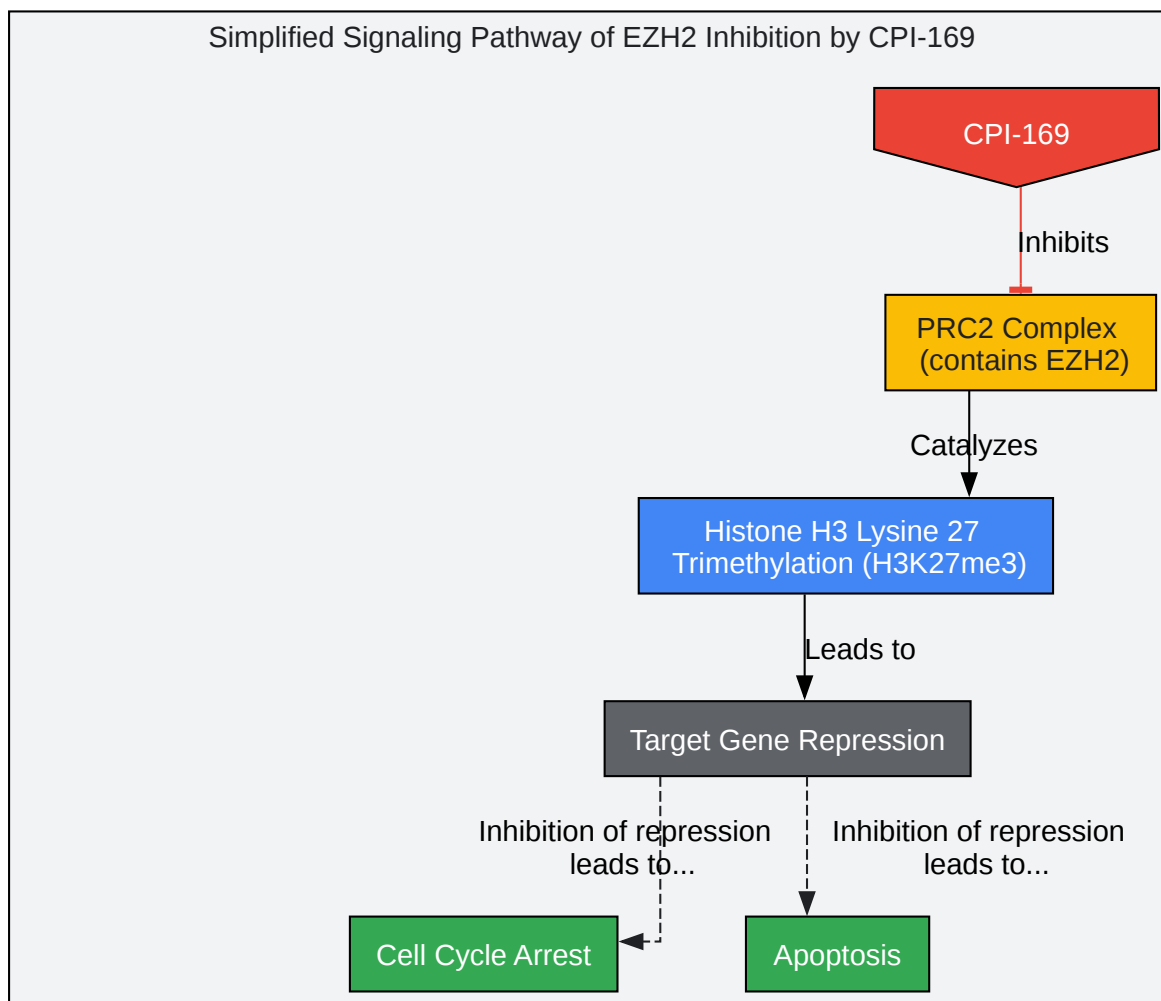 Simplified Signaling Pathway of EZH2 Inhibition by CPI-169
CPI-169
Inhibits
PRC2 Complex
(contains EZH2)
Catalyzes
Histone H3 Lysine 27
Trimethylation (H3K27me3)
Leads to
Target Gene Repression
Inhibition of repression
leads to...
Inhibition of repression
leads to...
Cell Cycle Arrest
Apoptosis